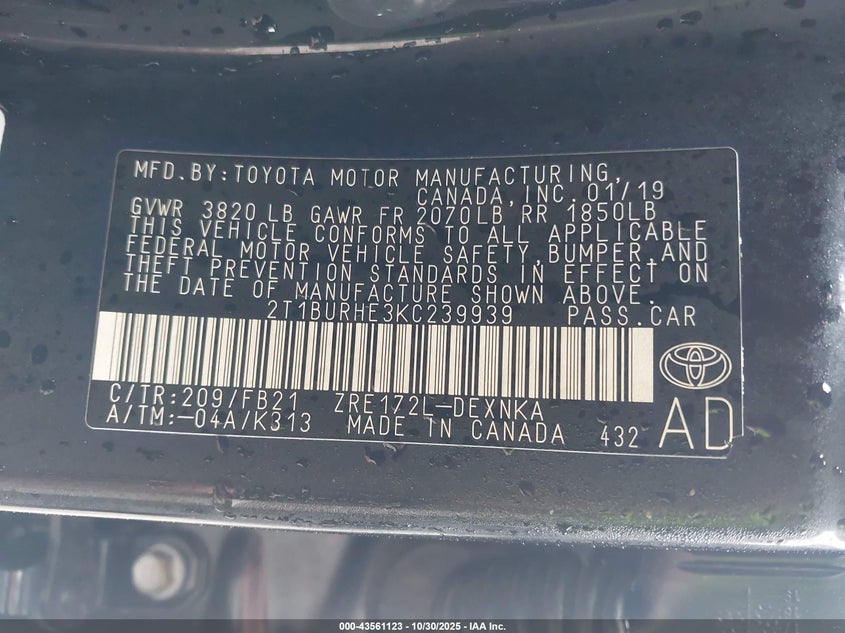 MFD.BY:TOYOTA MOTOR MANUFACTURING,
CANADA,INC. 01/19
GVWR 3820 LB GAWR FR 2070LB RR 1850LB
THIS VEHICLE CONFORMS TO ALL APPLICABLE
FEDERAL MOTOR VEHICLE SAFETY,BUMPER,AND
THEFT PREVENTION STANDARDS IN EFFECT ON
THE DATE OF MANUFACTURE SHOWN ABOVE.
2T1BURHE3KC239939 PASS.CAR
C/TR:209/FB21 ZRE172L-DEXNKA
A/TM:-04A/K313 MADE IN CANADA 432 AD
000-43561123 - 10/30/2025 - IAA Inc.